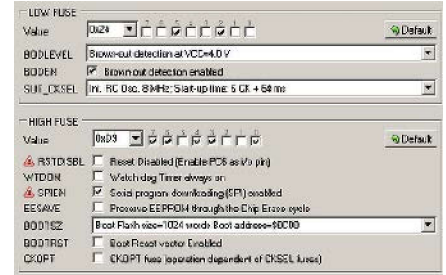 LOW FUSE
Value 0x24 Default
BODLEVEL Brown-out detection at VCC=4.0 V
BODEN Brown out detection enabled
SUT_CKSEL Int. RC Osc. 8 MHz; Start-up time: 6 CK + 64 ms
HIGH FUSE
Value 0xD9 Default
RSTDISBL Reset Disabled (Enable PC6 as i/o pin)
WTDON Watch dog Timer always on
SPIEN Serial program downloading (SPI) enabled
EESAVE Preserve EEPROM through the Chip Erase cycle
BOOTSZ Boot Flash size=1024 words Boot address=$0C00
BOOTRST Boot Reset vector Enabled
CKOPT CKOPT fuse (operation dependent of CKSEL fuses)